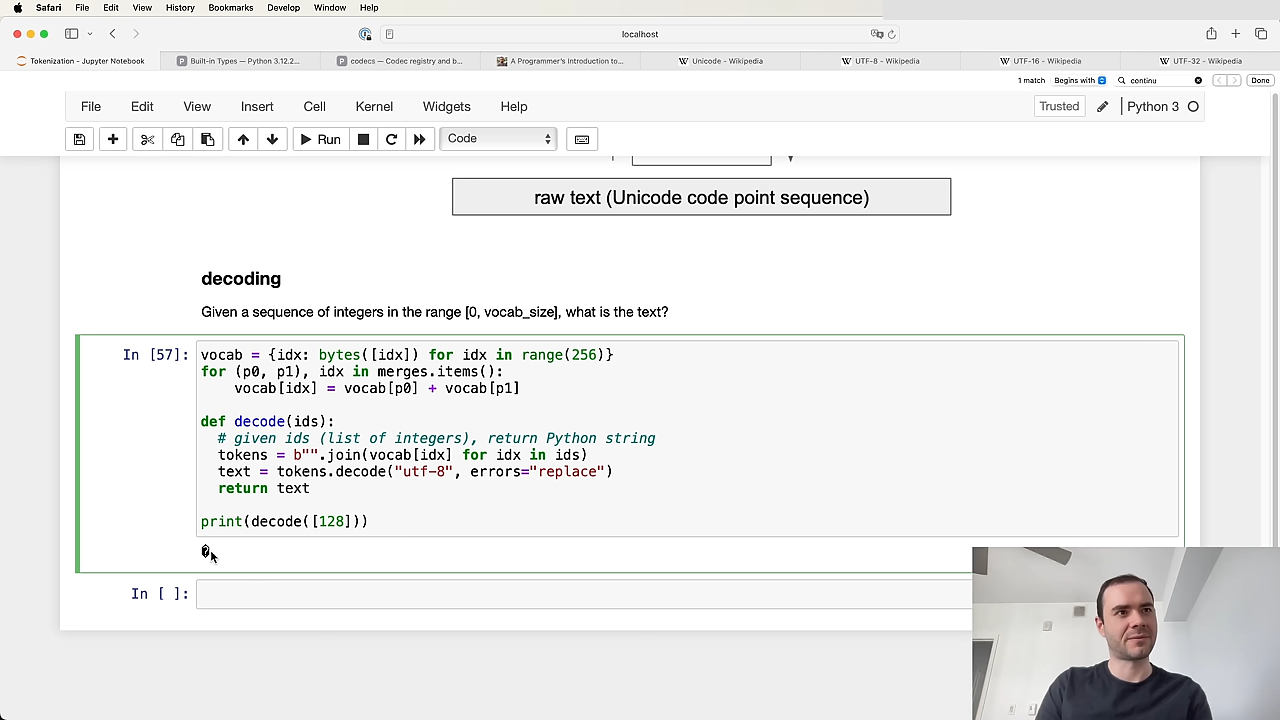 Safari File Edit View History Bookmarks Develop Window Help
localhost
Tokenization - Jupyter Notebook
Built-in Types — Python 3.12.2...
codecs — Codec registry and b...
A Programmer's Introduction to...
Unicode - Wikipedia
UTF-8 - Wikipedia
UTF-16 - Wikipedia
UTF-32 - Wikipedia
1 match Begins with continu Done
File Edit View Insert Cell Kernel Widgets Help Trusted Python 3
Run Code
raw text (Unicode code point sequence)
decoding
Given a sequence of integers in the range [0, vocab_size], what is the text?
In [57]: vocab = {idx: bytes([idx]) for idx in range(256)}
for (p0, p1), idx in merges.items():
    vocab[idx] = vocab[p0] + vocab[p1]
def decode(ids):
  # given ids (list of integers), return Python string
  tokens = b"".join(vocab[idx] for idx in ids)
  text = tokens.decode("utf-8", errors="replace")
  return text
print(decode([128]))
�
In [ ]: